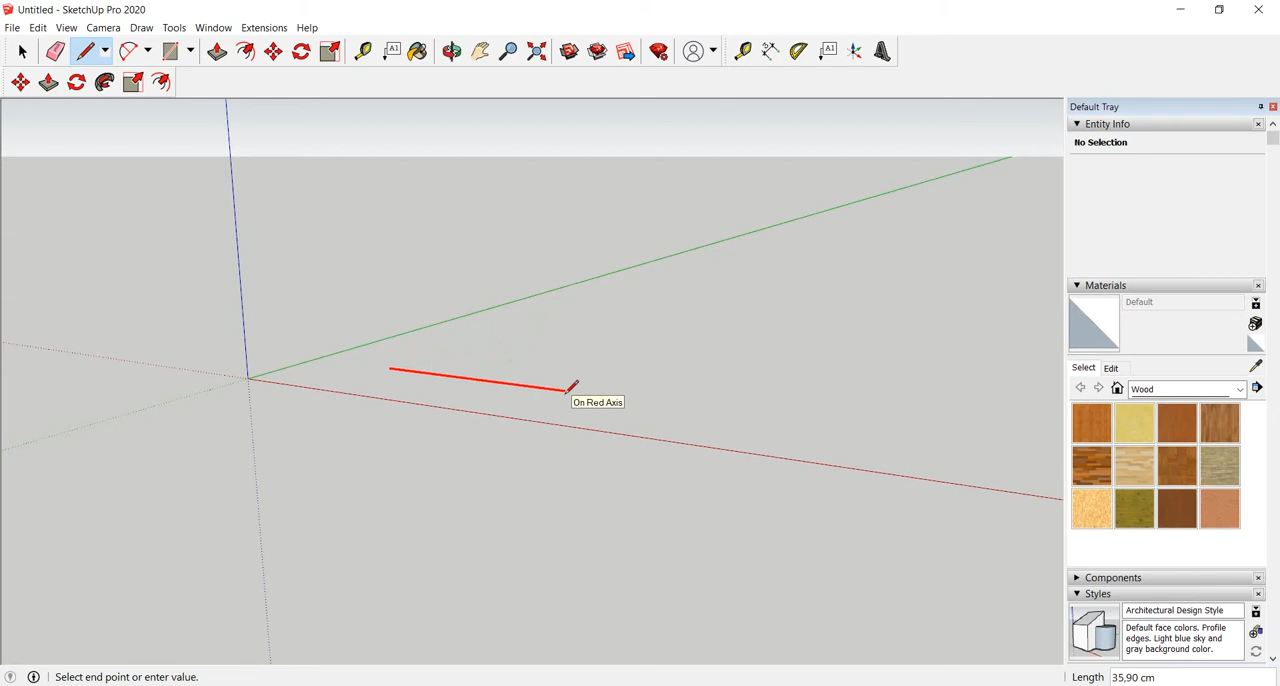 Untitled - SketchUp Pro 2020
File Edit View Camera Draw Tools Window Extensions Help
A1
A1
Default Tray
Entity Info
No Selection
Materials
Default
Select Edit
Wood
On Red Axis
Components
Styles
Architectural Design Style
Default face colors. Profile
edges. Light blue sky and
gray background color.
Select end point or enter value.
Length 35,90 cm